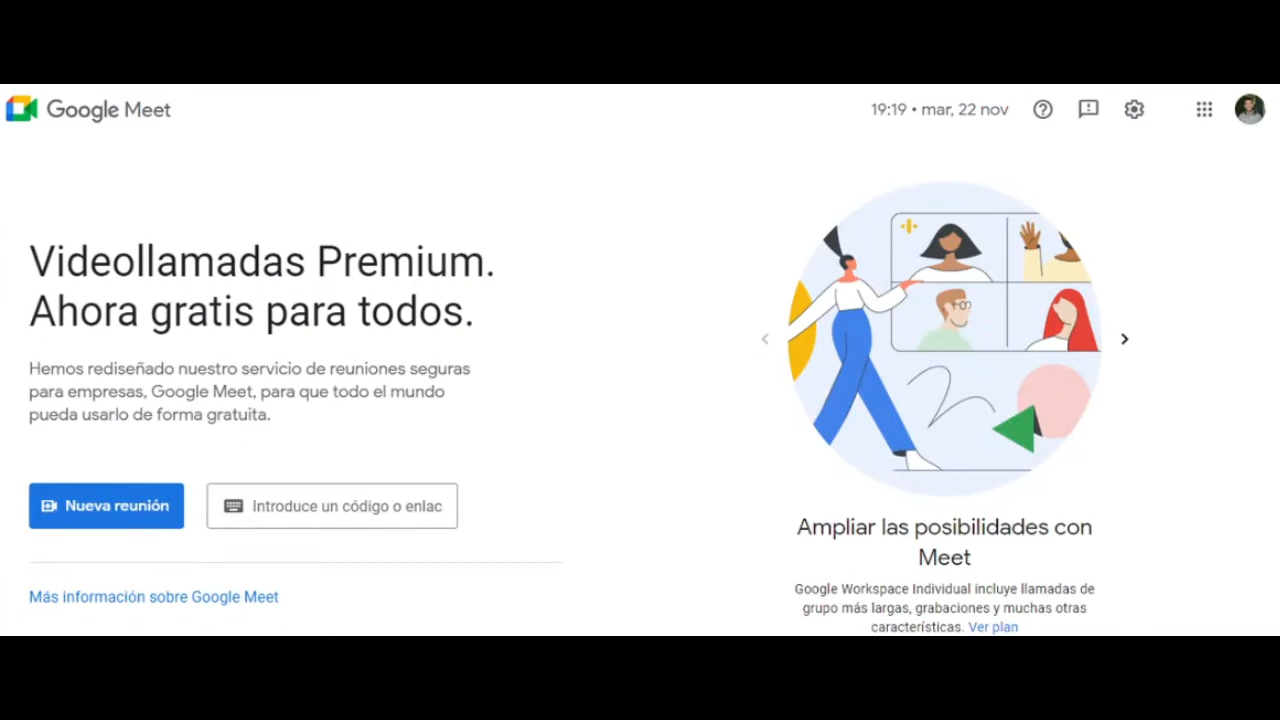 Google Meet
19:19 • mar, 22 nov
Videollamadas Premium.
Ahora gratis para todos.
Hemos rediseñado nuestro servicio de reuniones seguras
para empresas, Google Meet, para que todo el mundo
pueda usarlo de forma gratuita.
Nueva reunión
Introduce un código o enlac
Más información sobre Google Meet
Ampliar las posibilidades con
Meet
Google Workspace Individual incluye llamadas de
grupo más largas, grabaciones y muchas otras
características. Ver plan